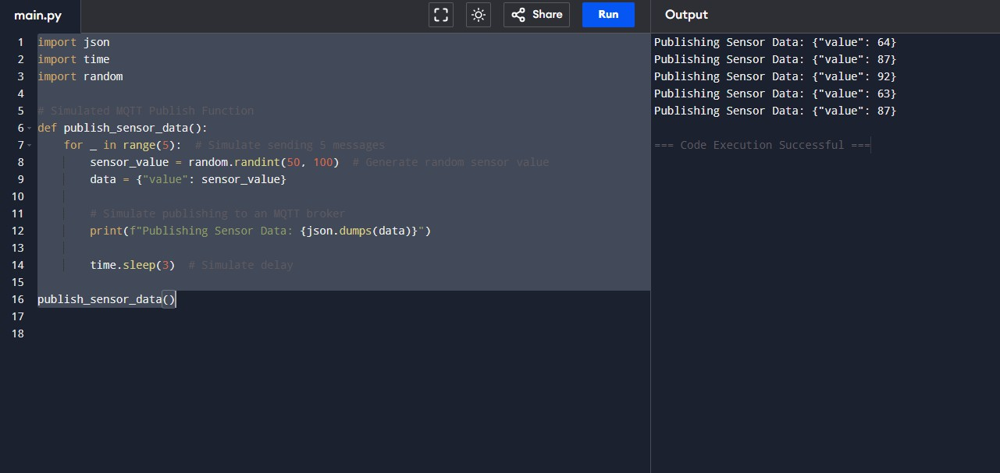 main.py
Share
Run
Output
1 import json
2 import time
3 import random
4
5 # Simulated MQTT Publish Function
6 def publish_sensor_data():
7     for _ in range(5):  # Simulate sending 5 messages
8         sensor_value = random.randint(50, 100)  # Generate random sensor value
9         data = {"value": sensor_value}
10
11         # Simulate publishing to an MQTT broker
12         print(f"Publishing Sensor Data: {json.dumps(data)}")
13
14         time.sleep(3)  # Simulate delay
15
16 publish_sensor_data()
17
18
Publishing Sensor Data: {"value": 64}
Publishing Sensor Data: {"value": 87}
Publishing Sensor Data: {"value": 92}
Publishing Sensor Data: {"value": 63}
Publishing Sensor Data: {"value": 87}
=== Code Execution Successful ===